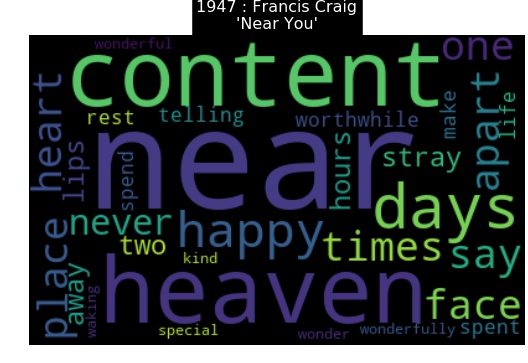 1947 : Francis Craig
'Near You'
wonderful
content
one
rest
telling
worthwhile
make
life
heart
lips
spend
near
hours
stray
apart
days
never
happy
two
times
say
kind
place
away
waking
heaven
face
special
wonder
wonderfully
spent